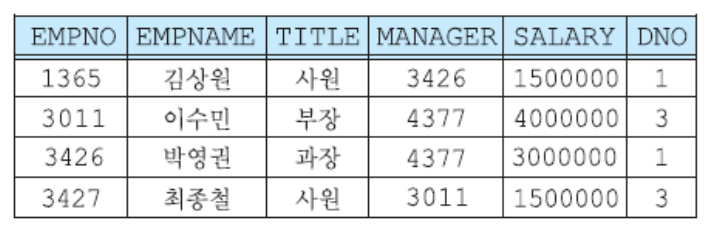 EMPNO EMPNAME TITLE MANAGER SALARY DNO
1365 김상원 사원 3426 1500000 1
3011 이수민 부장 4377 4000000 3
3426 박영권 과장 4377 3000000 1
3427 최종철 사원 3011 1500000 3